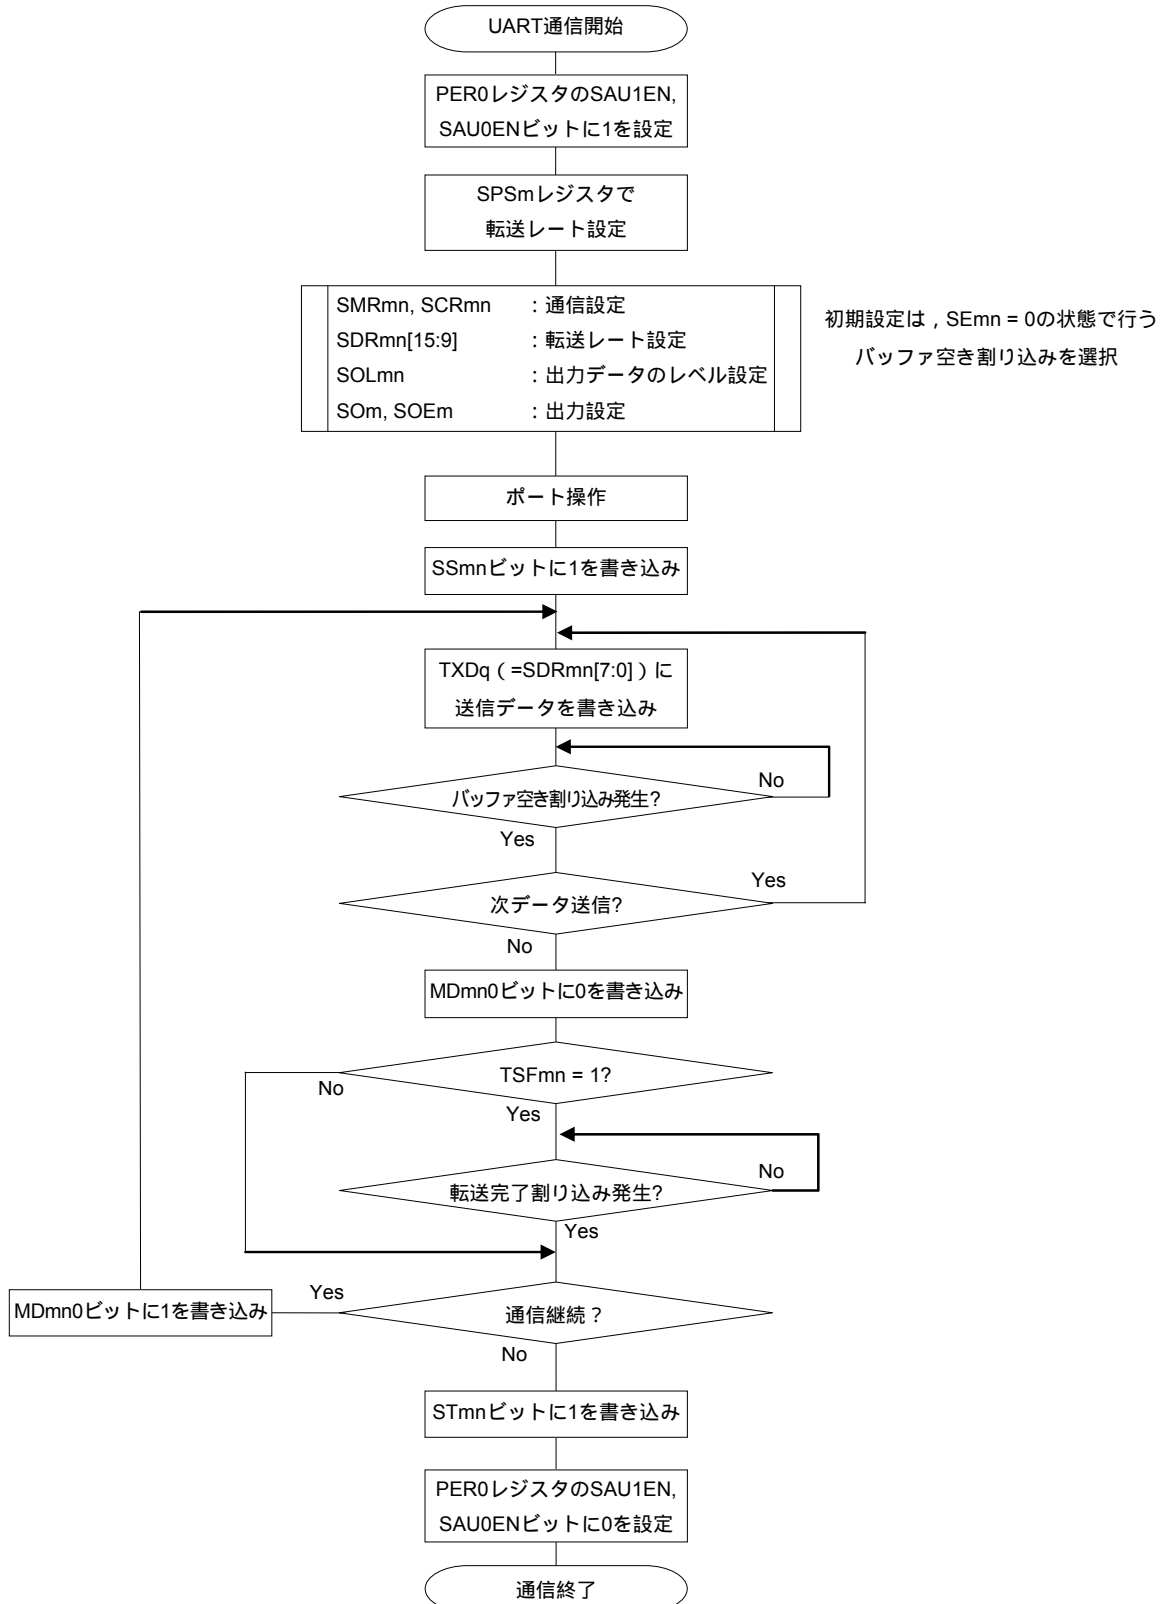 UART通信開始
PER0レジスタのSAU1EN,
SAU0ENビットに1を設定
SPSmレジスタで
転送レート設定
SMRmn, SCRmn ：通信設定
SDRmn[15:9] ：転送レート設定
SOLmn ：出力データのレベル設定
SOm, SOEm ：出力設定
初期設定は，SEmn = 0の状態で行う
バッファ空き割り込みを選択
ポート操作
SSmnビットに1を書き込み
TXDq（=SDRmn[7:0]）に
送信データを書き込み
バッファ空き割り込み発生?
No
Yes
次データ送信?
Yes
No
MDmn0ビットに0を書き込み
TSFmn = 1?
No
Yes
転送完了割り込み発生?
No
Yes
MDmn0ビットに1を書き込み
Yes
通信継続？
No
STmnビットに1を書き込み
PER0レジスタのSAU1EN,
SAU0ENビットに0を設定
通信終了